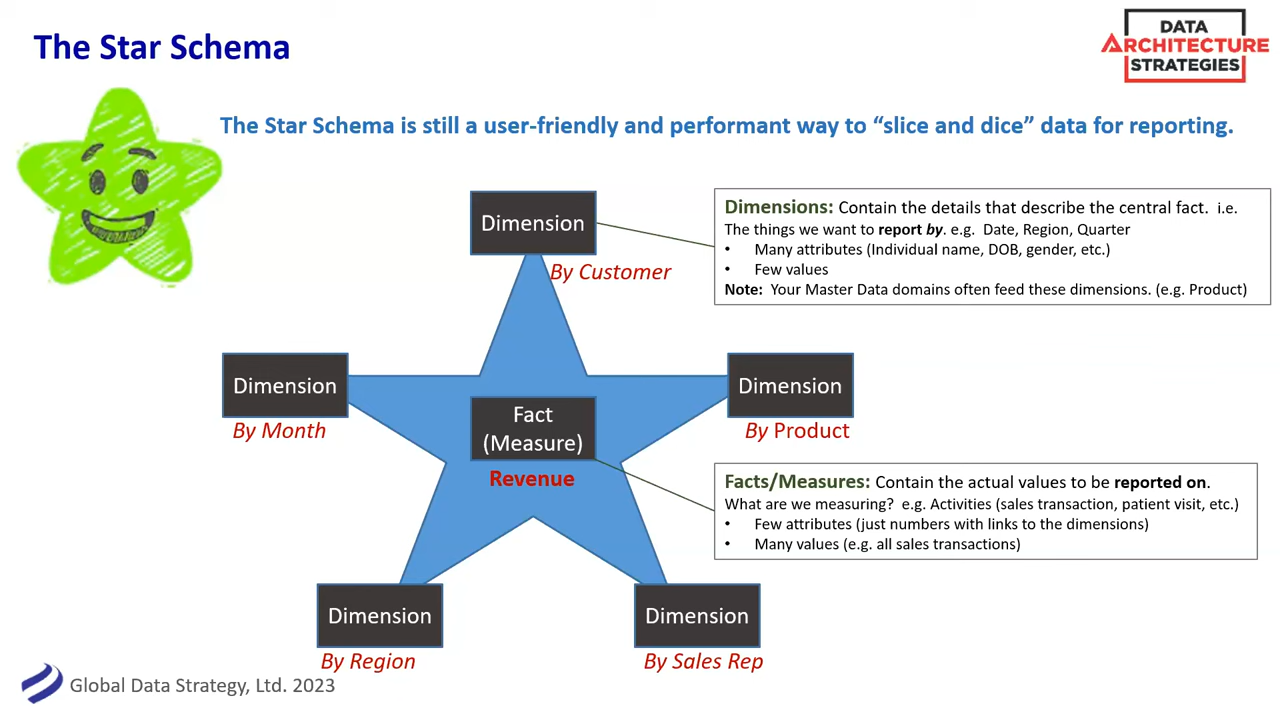 The Star Schema
DATA
ARCHITECTURE
STRATEGIES
The Star Schema is still a user-friendly and performant way to “slice and dice” data for reporting.
Dimension
By Customer
Dimensions: Contain the details that describe the central fact. i.e.
The things we want to report by. e.g. Date, Region, Quarter
• Many attributes (Individual name, DOB, gender, etc.)
• Few values
Note: Your Master Data domains often feed these dimensions. (e.g. Product)
Dimension
By Month
Fact
(Measure)
Revenue
Dimension
By Product
Facts/Measures: Contain the actual values to be reported on.
What are we measuring? e.g. Activities (sales transaction, patient visit, etc.)
• Few attributes (just numbers with links to the dimensions)
• Many values (e.g. all sales transactions)
Dimension
By Region
Dimension
By Sales Rep
Global Data Strategy, Ltd. 2023